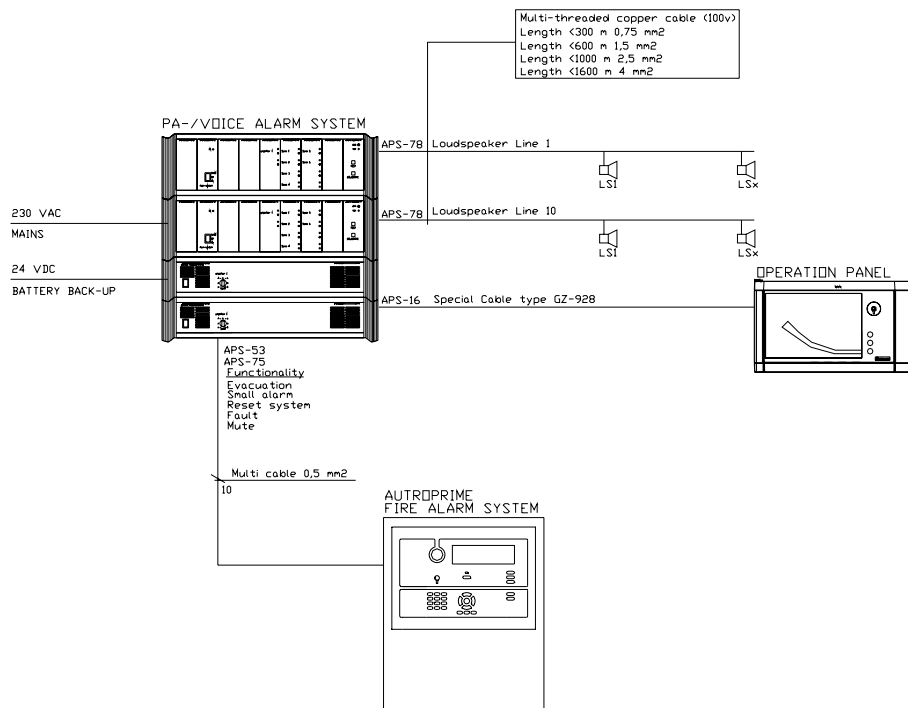 Multi-threaded copper cable (100v)
Length <300 m 0,75 mm2
Length <600 m 1,5 mm2
Length <1000 m 2,5 mm2
Length <1600 m 4 mm2
PA-/VOICE ALARM SYSTEM
APS-78 Loudspeaker Line 1
LS1 LSx
APS-78 Loudspeaker Line 10
LS1 LSx
230 VAC
MAINS
24 VDC
BATTERY BACK-UP
OPERATION PANEL
APS-16 Special Cable type GZ-928
APS-53
APS-75
Functionality
Evacuation
Small alarm
Reset system
Fault
Mute
Multi cable 0,5 mm2
10
AUTROPRIME
FIRE ALARM SYSTEM